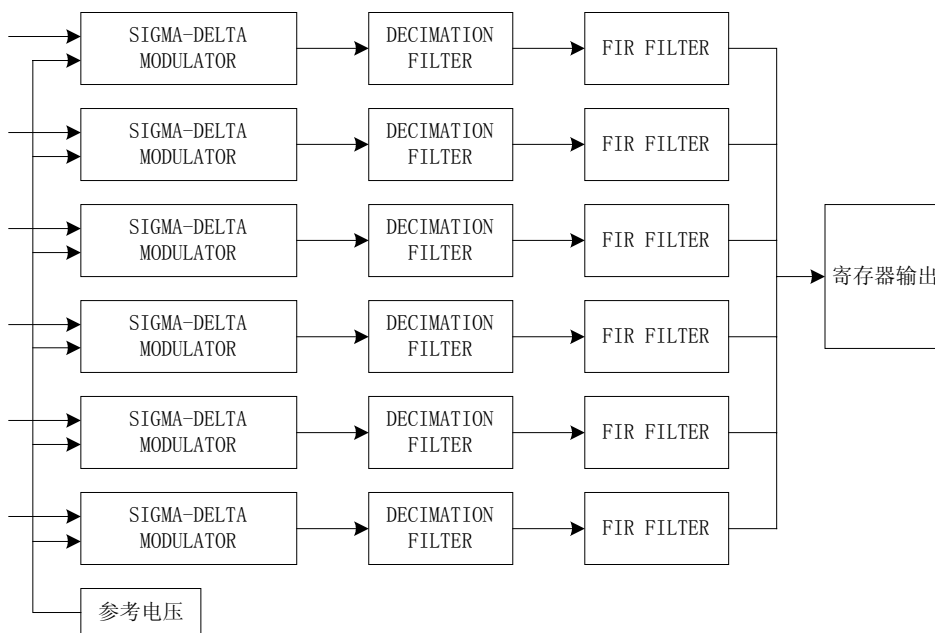 SIGMA-DELTA
MODULATOR
DECIMATION
FILTER
FIR FILTER
SIGMA-DELTA
MODULATOR
DECIMATION
FILTER
FIR FILTER
SIGMA-DELTA
MODULATOR
DECIMATION
FILTER
FIR FILTER
寄存器输出
SIGMA-DELTA
MODULATOR
DECIMATION
FILTER
FIR FILTER
SIGMA-DELTA
MODULATOR
DECIMATION
FILTER
FIR FILTER
SIGMA-DELTA
MODULATOR
DECIMATION
FILTER
FIR FILTER
参考电压